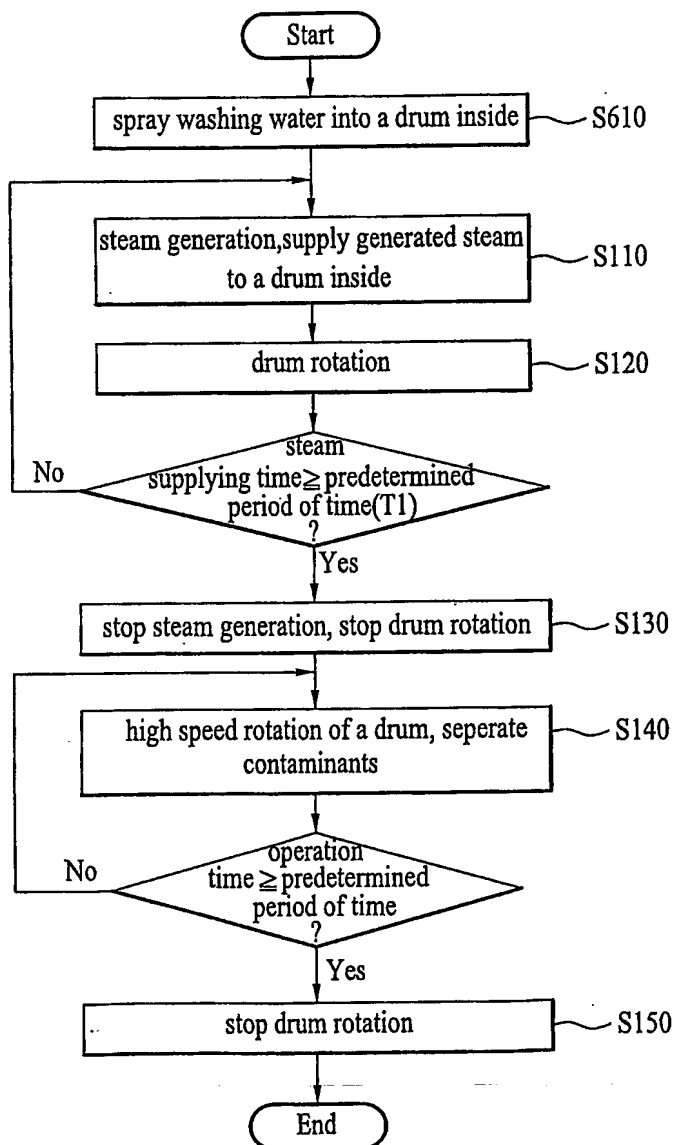 Start
spray washing water into a drum inside
S610
steam generation,supply generated steam
to a drum inside
S110
drum rotation
S120
steam
supplying time≧predetermined
period of time(T1)
?
No
Yes
stop steam generation, stop drum rotation
S130
high speed rotation of a drum, seperate
contaminants
S140
operation
time≧predetermined
period of time
?
No
Yes
stop drum rotation
S150
End